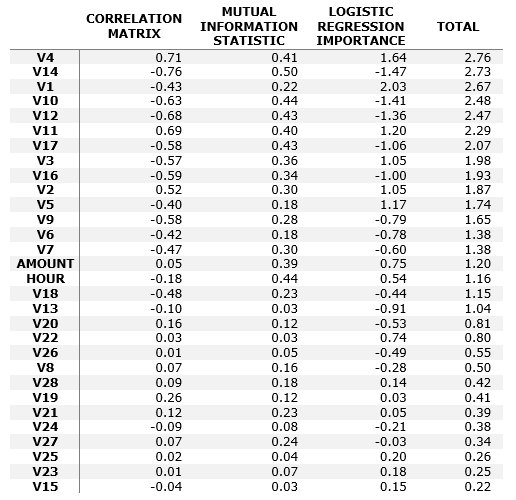 CORRELATION MATRIX MUTUAL INFORMATION STATISTIC LOGISTIC REGRESSION IMPORTANCE TOTAL
V4 0.71 0.41 1.64 2.76
V14 -0.76 0.50 -1.47 2.73
V1 -0.43 0.22 2.03 2.67
V10 -0.63 0.44 -1.41 2.48
V12 -0.68 0.43 -1.36 2.47
V11 0.69 0.40 1.20 2.29
V17 -0.58 0.43 -1.06 2.07
V3 -0.57 0.36 1.05 1.98
V16 -0.59 0.34 -1.00 1.93
V2 0.52 0.30 1.05 1.87
V5 -0.40 0.18 1.17 1.74
V9 -0.58 0.28 -0.79 1.65
V6 -0.42 0.18 -0.78 1.38
V7 -0.47 0.30 -0.60 1.38
AMOUNT 0.05 0.39 0.75 1.20
HOUR -0.18 0.44 0.54 1.16
V18 -0.48 0.23 -0.44 1.15
V13 -0.10 0.03 -0.91 1.04
V20 0.16 0.12 -0.53 0.81
V22 0.03 0.03 0.74 0.80
V26 0.01 0.05 -0.49 0.55
V8 0.07 0.16 -0.28 0.50
V28 0.09 0.18 0.14 0.42
V19 0.26 0.12 0.03 0.41
V21 0.12 0.23 0.05 0.39
V24 -0.09 0.08 -0.21 0.38
V27 0.07 0.24 -0.03 0.34
V25 0.02 0.04 0.20 0.26
V23 0.01 0.07 0.18 0.25
V15 -0.04 0.03 0.15 0.22